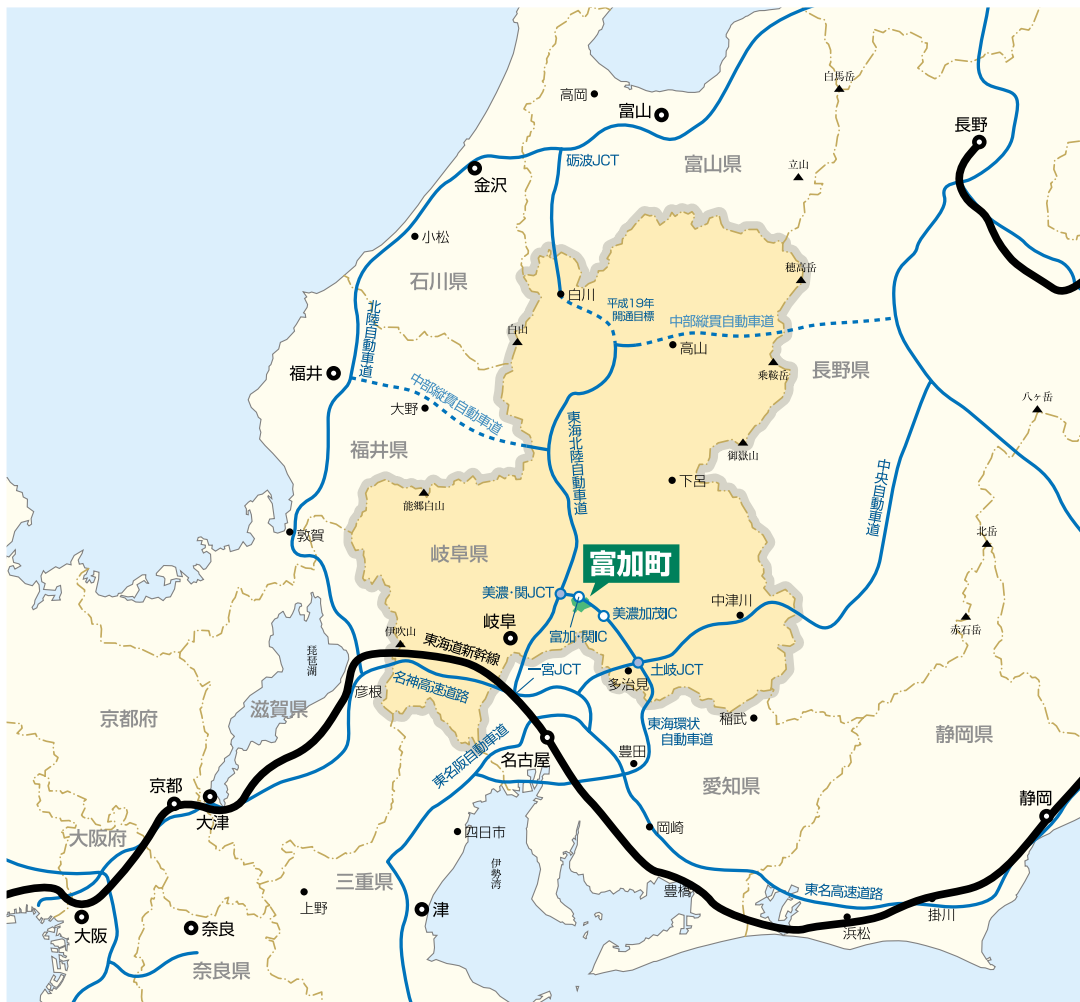 白馬岳
高岡
富山
長野
砺波JCT
富山県
立山
金沢
小松
石川県
穂高岳
白川
平成19年
開通目標
中部縦貫自動車道
北陸自動車道
白山
高山
乗鞍岳
長野県
福井
中部縦貫自動車道
大野
八ヶ岳
福井県
東海北陸自動車道
御嶽山
中央自動車道
下呂
能郷白山
敦賀
北岳
岐阜県
富加町
美濃・関JCT
美濃加茂IC
中津川
富加・関IC
岐阜
赤石岳
伊吹山
東海道新幹線
琵琶湖
一宮JCT
土岐JCT
多治見
名神高速道路
彦根
滋賀県
京都府
稲武
東海環状
自動車道
静岡県
東名阪自動車道
豊田
名古屋
愛知県
京都
大津
静岡
大阪府
四日市
岡崎
伊勢湾
三重県
豊橋
東名高速道路
上野
津
掛川
浜松
大阪
奈良
奈良県